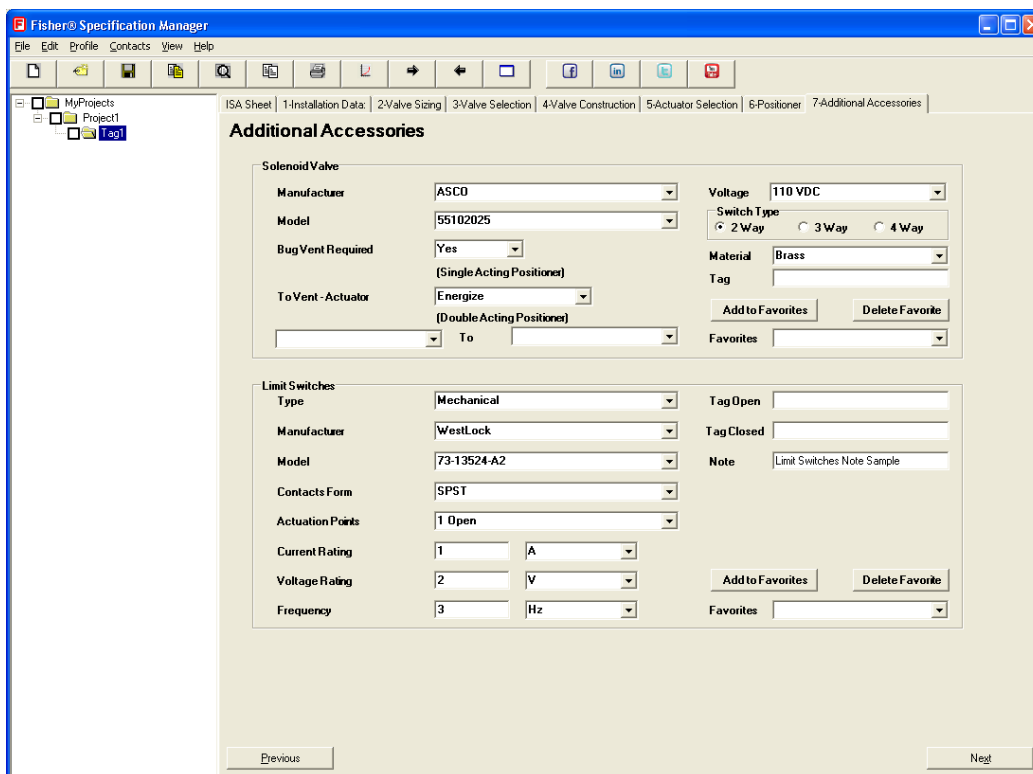 Fisher® Specification Manager
File Edit Profile Contacts View Help
MyProjects
Project1
Tag1
ISA Sheet 1-Installation Data: 2-Valve Sizing 3-Valve Selection 4-Valve Construction 5-Actuator Selection 6-Positioner 7-Additional Accessories
Additional Accessories
Solenoid Valve
Manufacturer ASCO Voltage 110 VDC
Model 55102025 Switch Type
2 Way 3 Way 4 Way
Bug Vent Required Yes Material Brass
(Single Acting Positioner) Tag
To Vent - Actuator Energize Add to Favorites Delete Favorite
(Double Acting Positioner)
To Favorites
Limit Switches
Type Mechanical Tag Open
Manufacturer WestLock Tag Closed
Model 73-13524-A2 Note Limit Switches Note Sample
Contacts Form SPST
Actuation Points 1 Open
Current Rating 1 A
Voltage Rating 2 V Add to Favorites Delete Favorite
Frequency 3 Hz Favorites
Previous Next